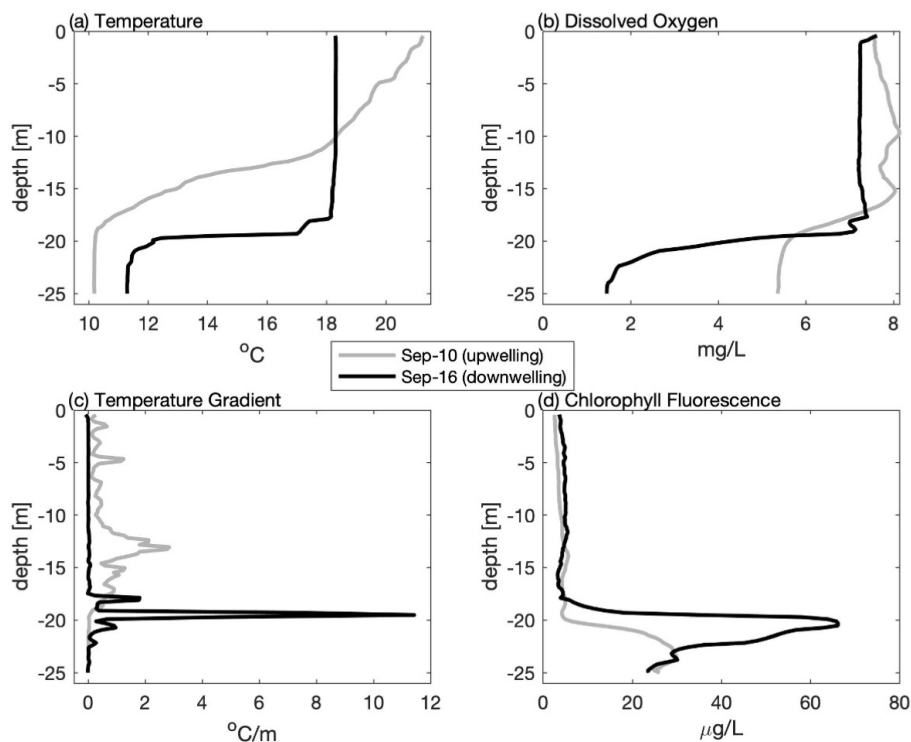 (a) Temperature
0
-5
-10
-15
-20
-25
depth [m]
10 12 14 16 18 20
°C
(b) Dissolved Oxygen
0
-5
-10
-15
-20
-25
depth [m]
0 2 4 6 8
mg/L
Sep-10 (upwelling)
Sep-16 (downwelling)
(c) Temperature Gradient
0
-5
-10
-15
-20
-25
depth [m]
0 2 4 6 8 10 12
°C/m
(d) Chlorophyll Fluorescence
0
-5
-10
-15
-20
-25
depth [m]
0 20 40 60 80
μg/L